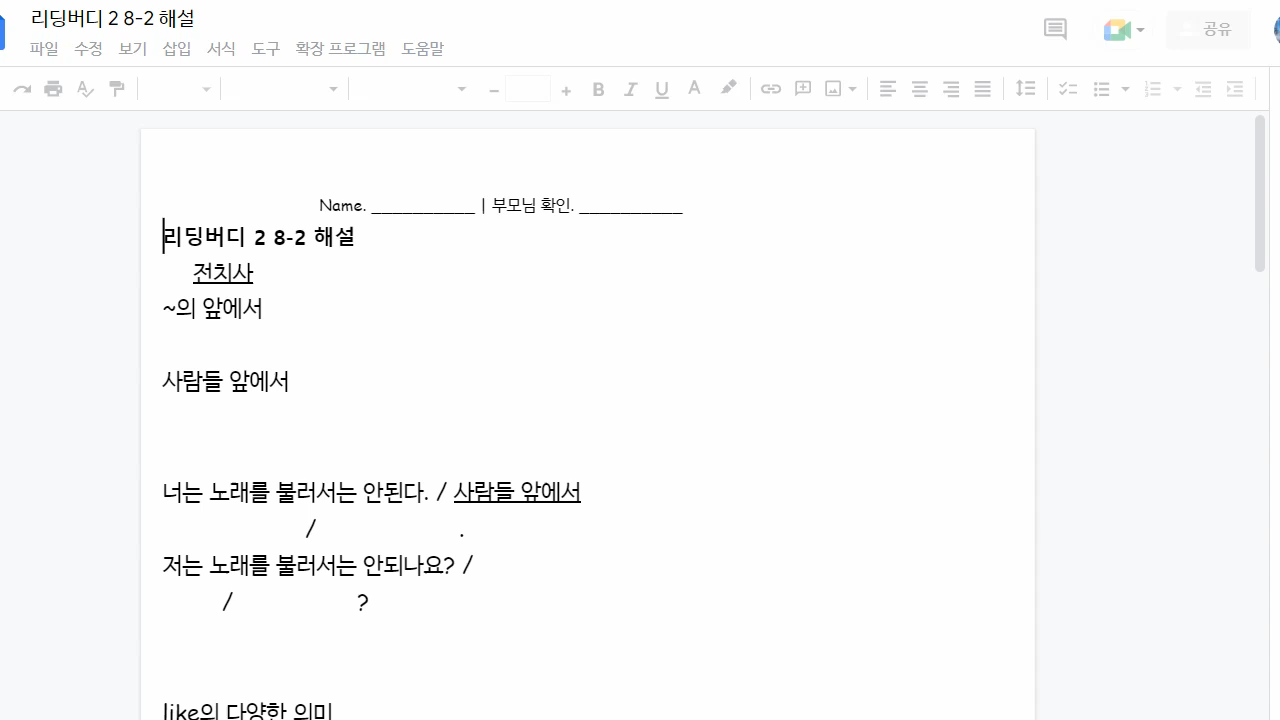 리딩버디 2 8-2 해설
파일 수정 보기 삽입 서식 도구 확장 프로그램 도움말
공유
Name. ___________ | 부모님 확인. ___________
리딩버디 2 8-2 해설
전치사
~의 앞에서
사람들 앞에서
너는 노래를 불러서는 안된다. / 사람들 앞에서
/ .
저는 노래를 불러서는 안되나요? /
/ ?
like의 다양한 의미